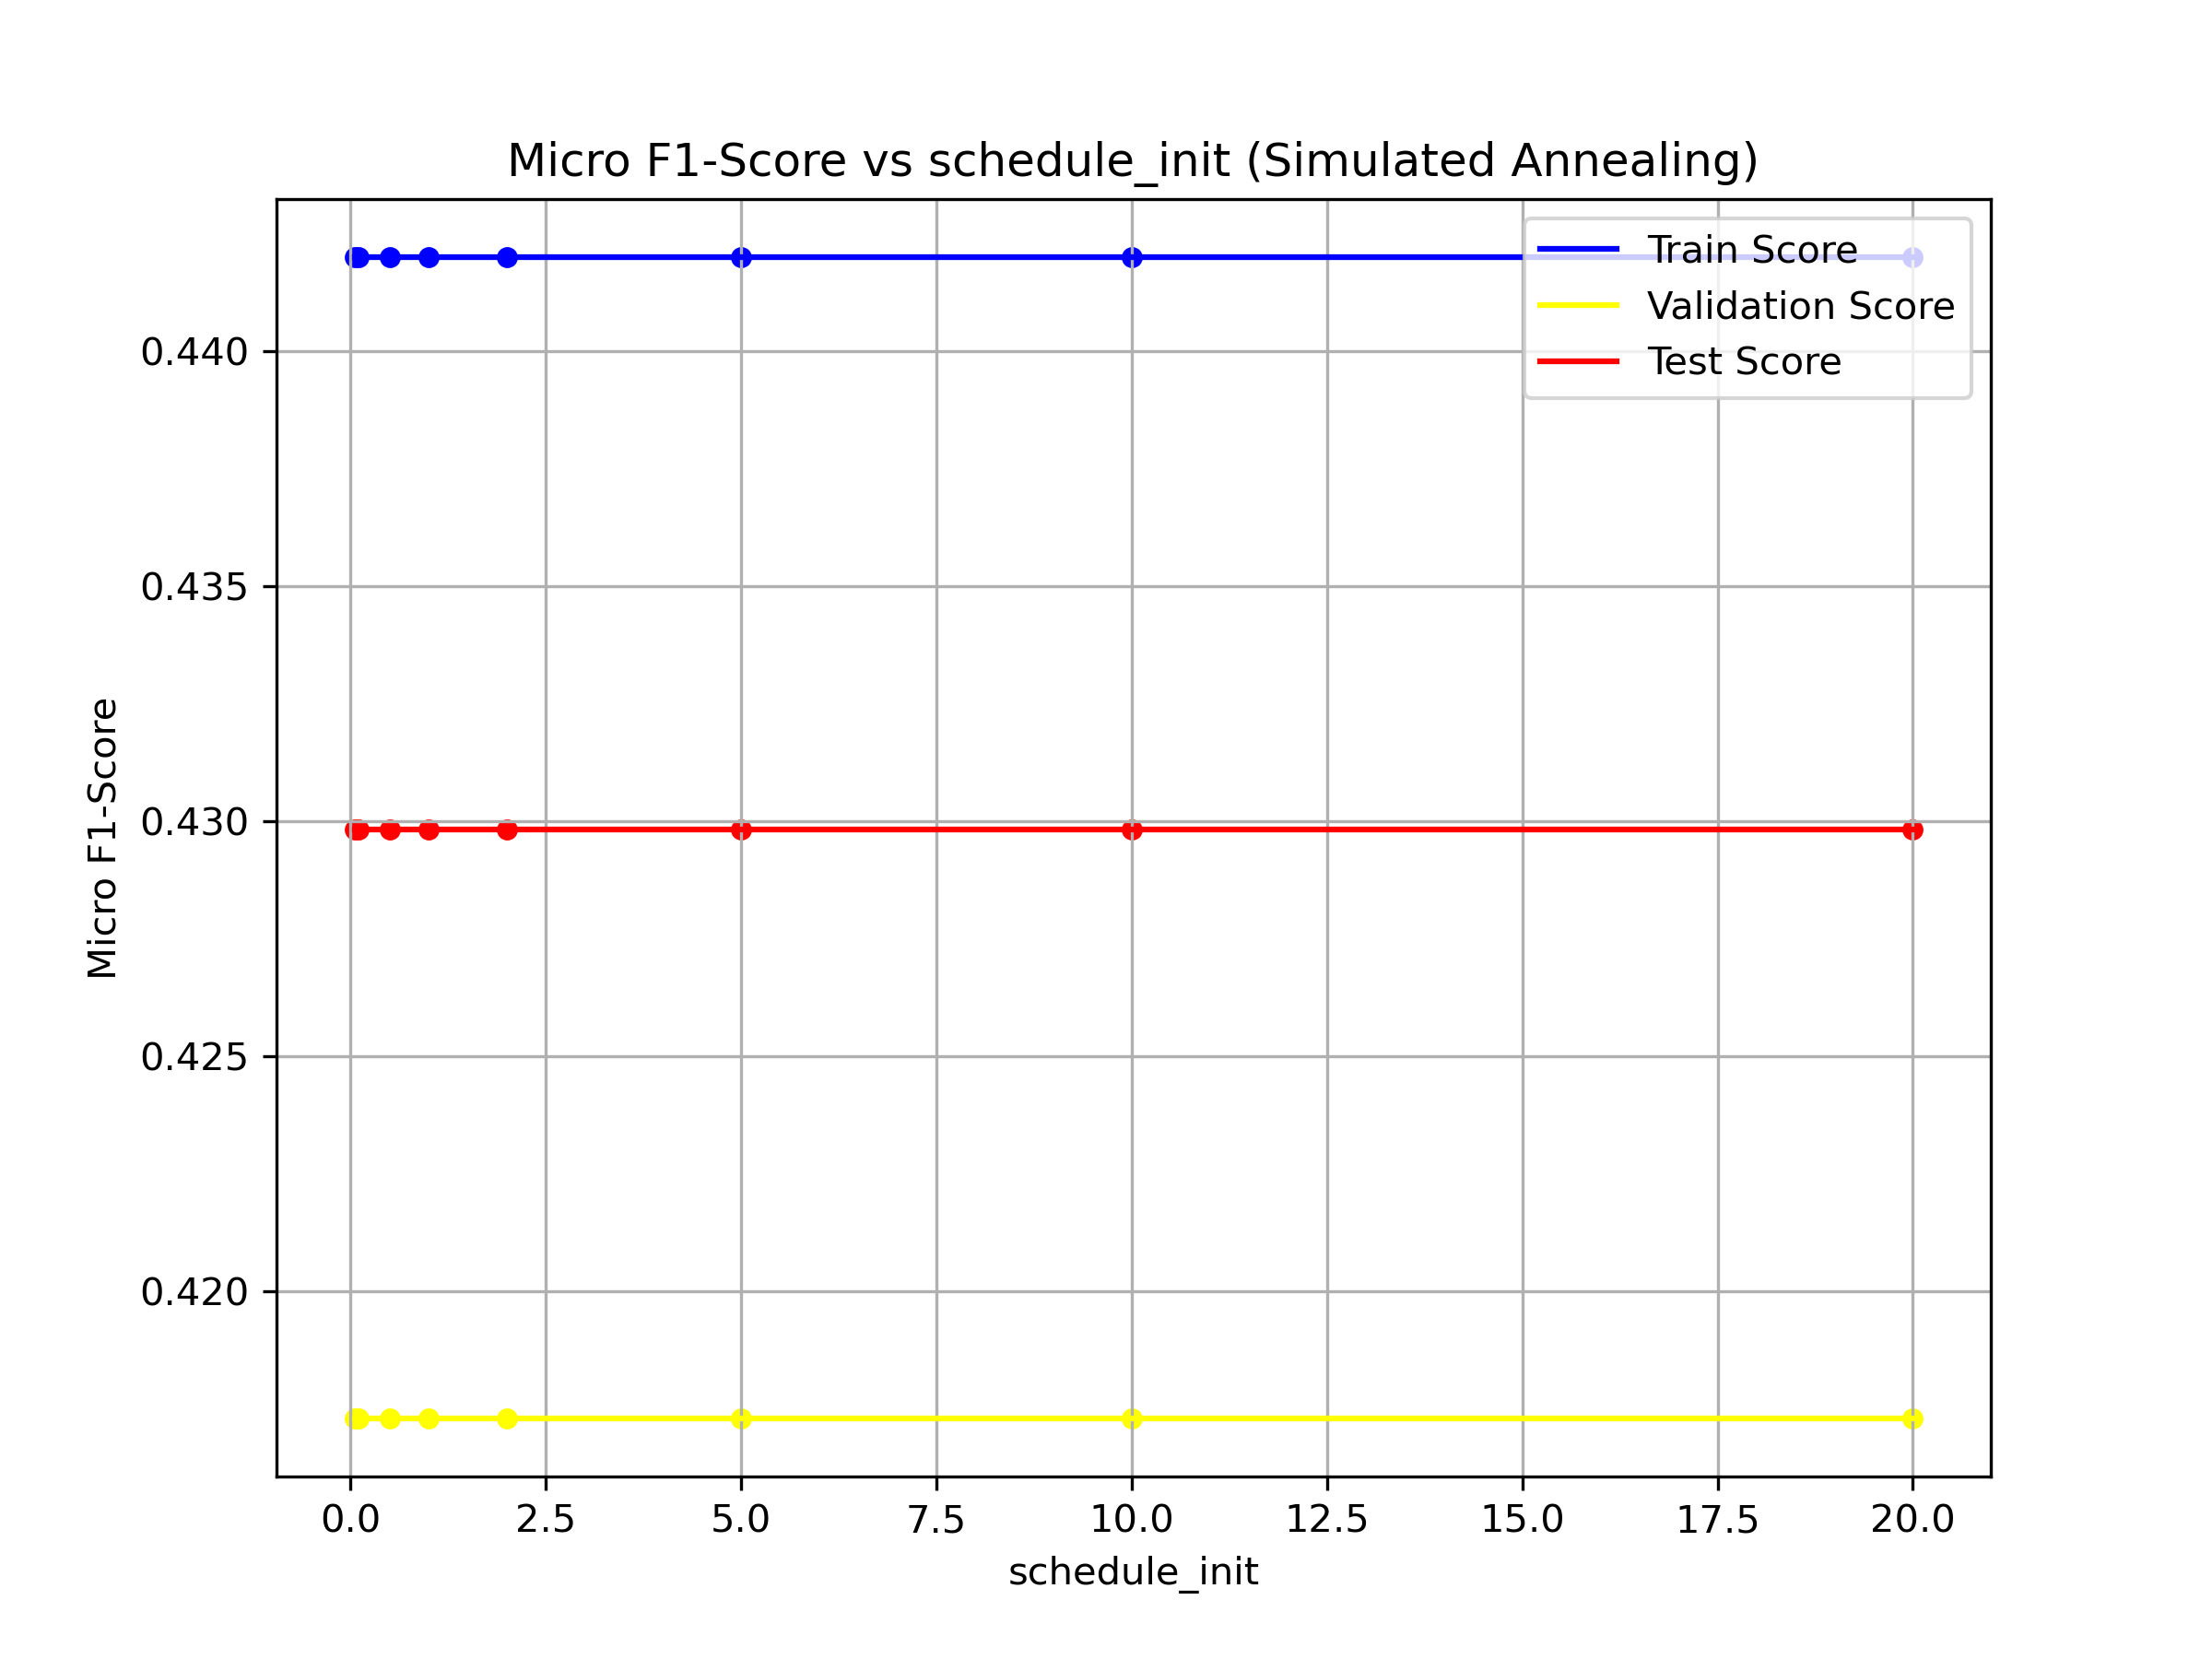 Micro F1-Score vs schedule_init (Simulated Annealing)
Train Score
Validation Score
Test Score
0.440
0.435
0.430
0.425
0.420
Micro F1-Score
0.0 2.5 5.0 7.5 10.0 12.5 15.0 17.5 20.0
schedule_init